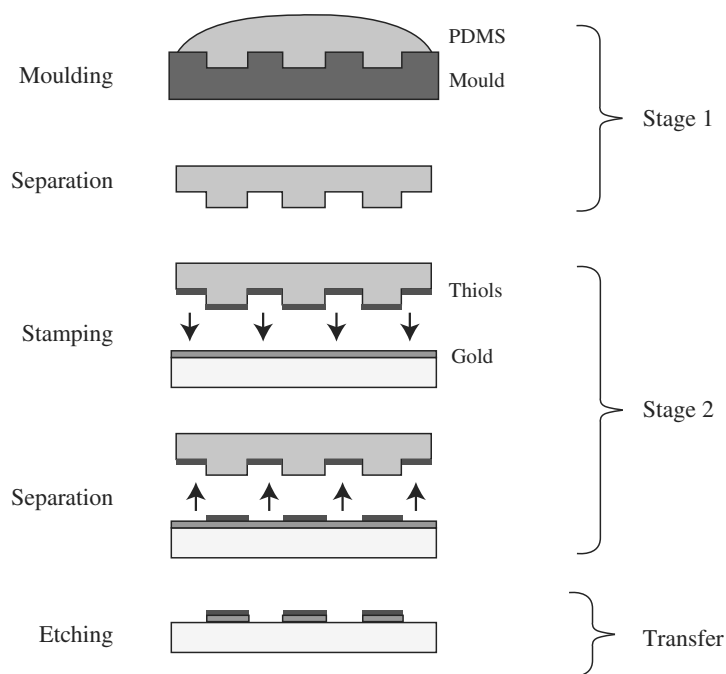 PDMS
Moulding
Mould
Stage 1
Separation
Thiols
Stamping
Gold
Stage 2
Separation
Etching
Transfer